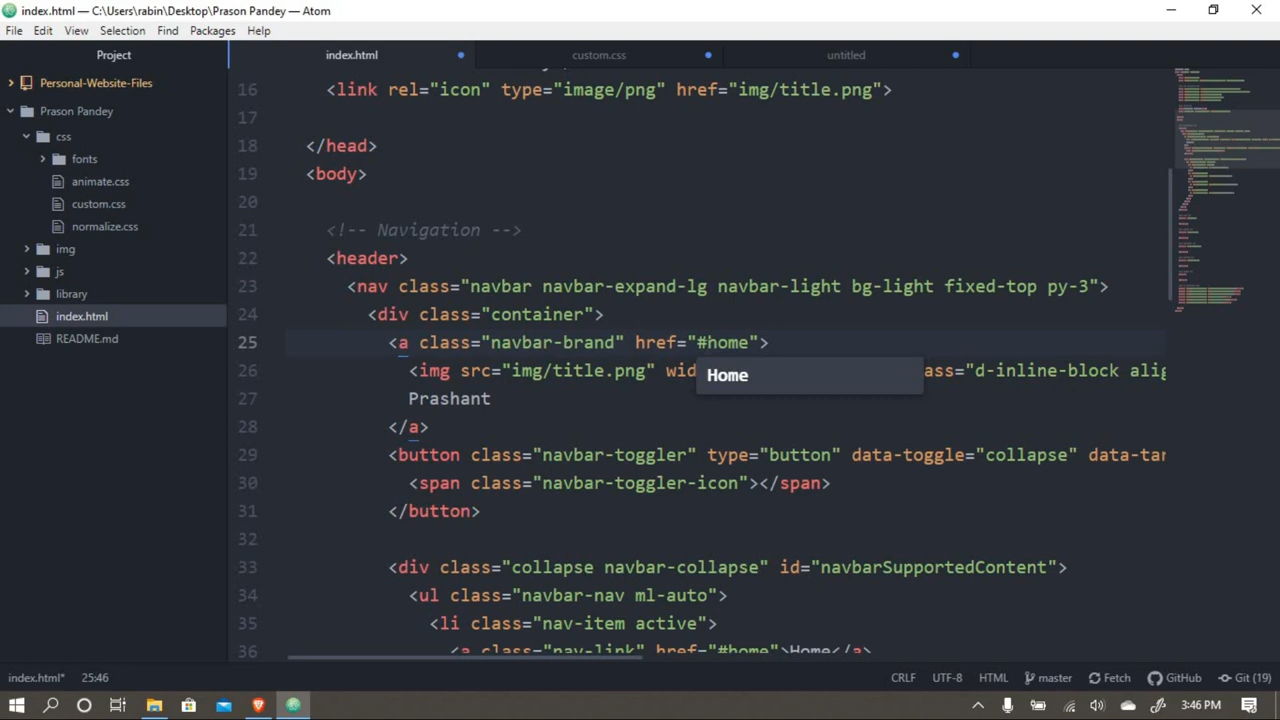 index.html — C:\Users\rabin\Desktop\Prason Pandey — Atom
File Edit View Selection Find Packages Help
Project
index.html
custom.css
untitled
Personal-Website-Files
Prason Pandey
css
fonts
animate.css
custom.css
normalize.css
img
js
library
index.html
README.md
16 <link rel="icon" type="image/png" href="img/title.png">
17
18 </head>
19 <body>
20
21 <!-- Navigation -->
22 <header>
23 <nav class="navbar navbar-expand-lg navbar-light bg-light fixed-top py-3">
24 <div class="container">
25 <a class="navbar-brand" href="#home">
26 <img src="img/title.png" wid ass="d-inline-block alig
Home
27 Prashant
28 </a>
29 <button class="navbar-toggler" type="button" data-toggle="collapse" data-tar
30 <span class="navbar-toggler-icon"></span>
31 </button>
32
33 <div class="collapse navbar-collapse" id="navbarSupportedContent">
34 <ul class="navbar-nav ml-auto">
35 <li class="nav-item active">
36 <a class="nav-link" href="#home">Home</a>
index.html* 25:46 CRLF UTF-8 HTML master Fetch GitHub Git (19)
3:46 PM